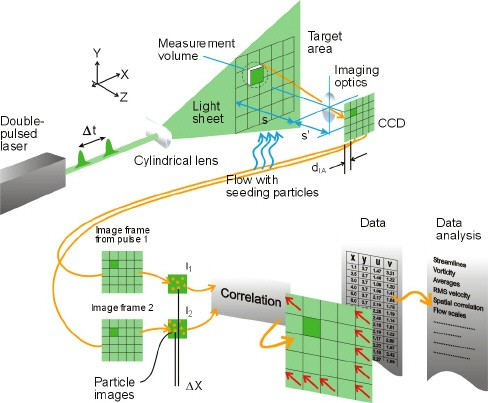 Measurement
volume
Target
area
Y
X
Z
Imaging
optics
Double-
pulsed
laser
Δt
Light
sheet
s
s'
CCD
Cylindrical lens
Flow with
seeding particles
dIA
Image frame
from pulse 1
I1
Data
Data
analysis
x y u v
Streamlines
Vorticity
Averages
RMS velocity
Spatial correlation
Flow scales
Correlation
Image frame 2
I2
Particle
images
ΔX